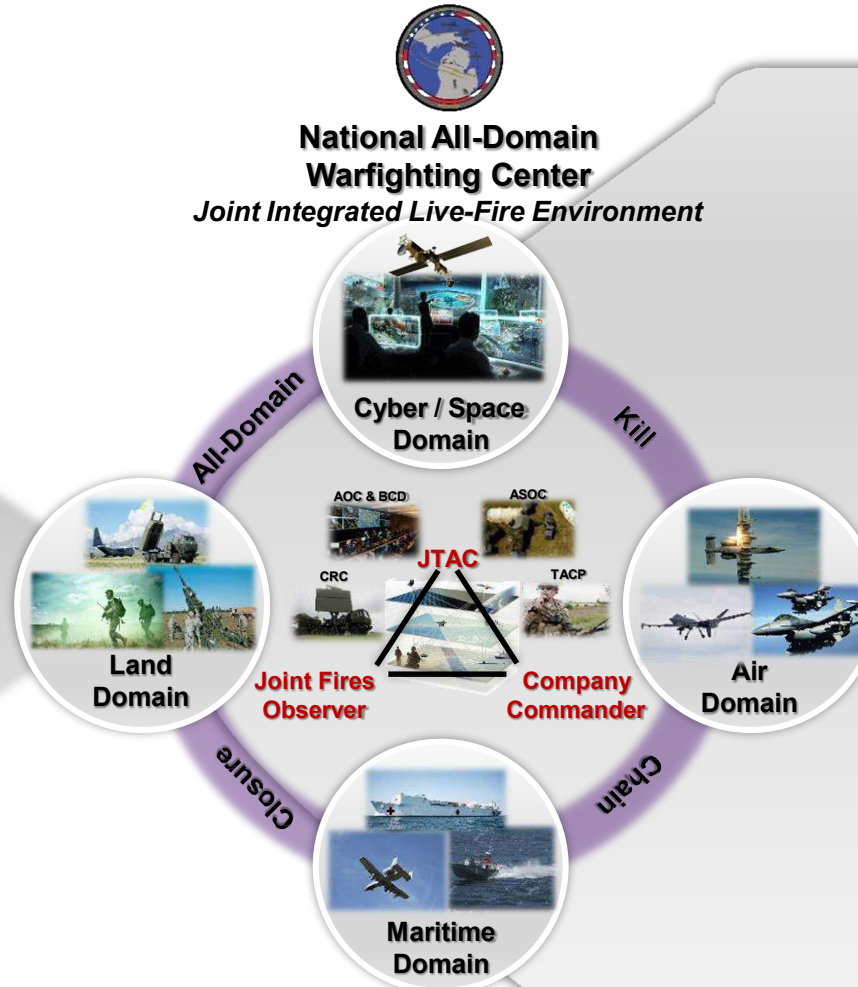 National All-Domain
Warfighting Center
Joint Integrated Live-Fire Environment
Cyber / Space
Domain
All-Domain
Kill
AOC & BCD
ASOC
JTAC
CRC
TACP
Land
Domain
Joint Fires
Observer
Company
Commander
Air
Domain
Closure
Chain
Maritime
Domain